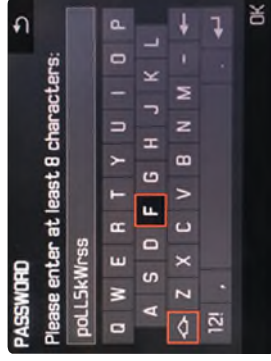 PASSWORD
Please enter at least 8 characters:
poLL5kWrss
Q W E R T Y U I O P
A S D F G H J K L
Z X C V B N M -
12! , .
OK